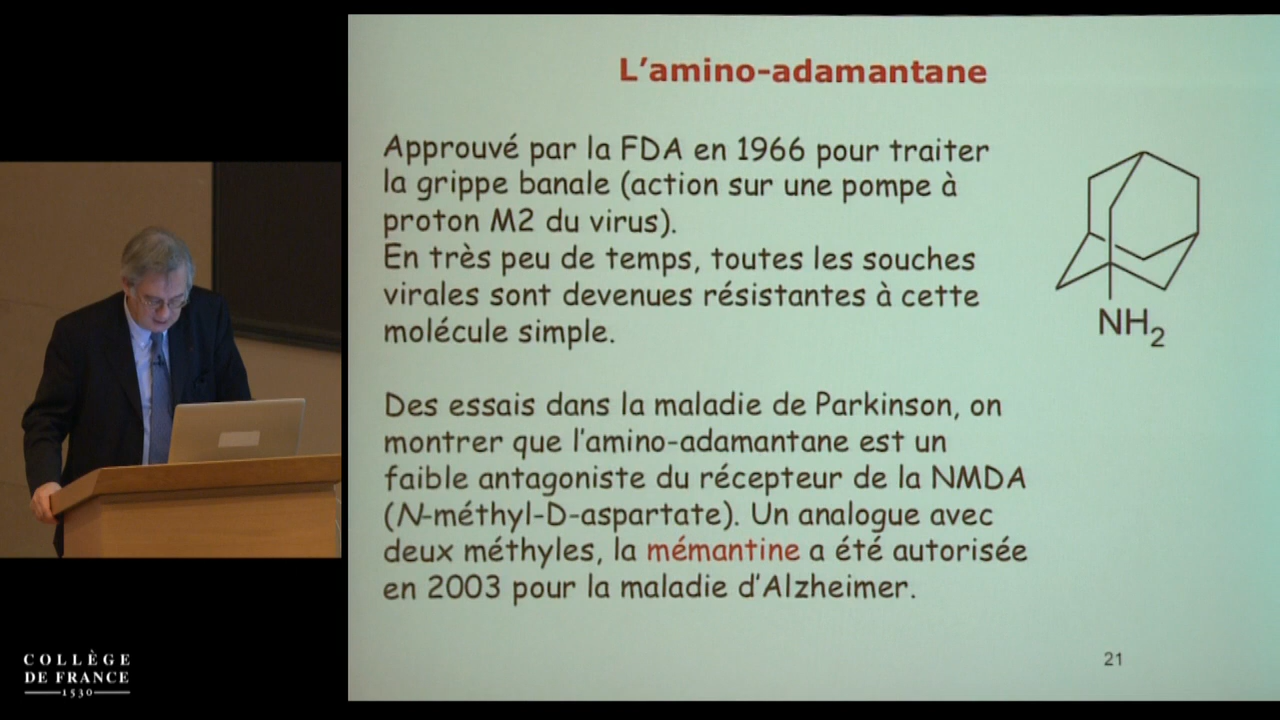 L'amino-adamantane
Approuvé par la FDA en 1966 pour traiter
la grippe banale (action sur une pompe à
proton M2 du virus).
En très peu de temps, toutes les souches
virales sont devenues résistantes à cette
molécule simple.
NH2
Des essais dans la maladie de Parkinson, on
montrer que l'amino-adamantane est un
faible antagoniste du récepteur de la NMDA
(N-méthyl-D-aspartate). Un analogue avec
deux méthyles, la mémantine a été autorisée
en 2003 pour la maladie d'Alzheimer.
21
COLLÈGE
DE FRANCE
1530